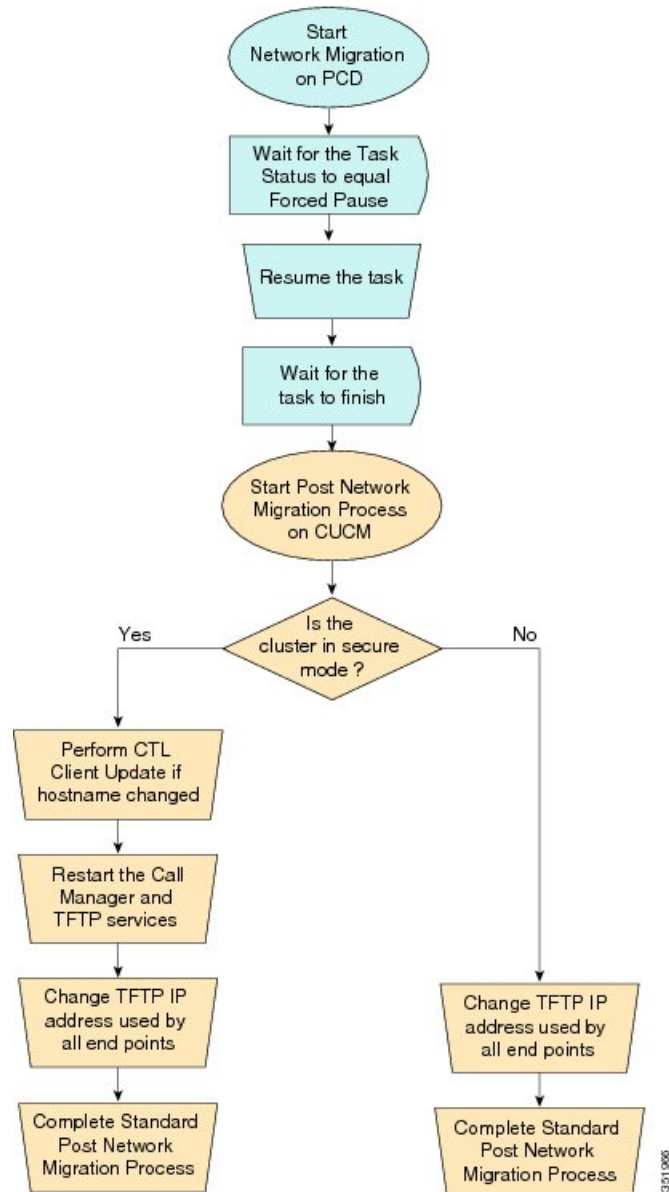 Start
Network Migration
on PCD
Wait for the Task
Status to equal
Forced Pause
Resume the task
Wait for the
task to finish
Start Post Network
Migration Process
on CUCM
Is the
cluster in secure
mode ?
Yes
No
Perform CTL
Client Update if
hostname changed
Restart the Call
Manager and
TFTP services
Change TFTP IP
address used by
all end points
Complete Standard
Post Network
Migration Process
Change TFTP IP
address used by
all end points
Complete Standard
Post Network
Migration Process
351966